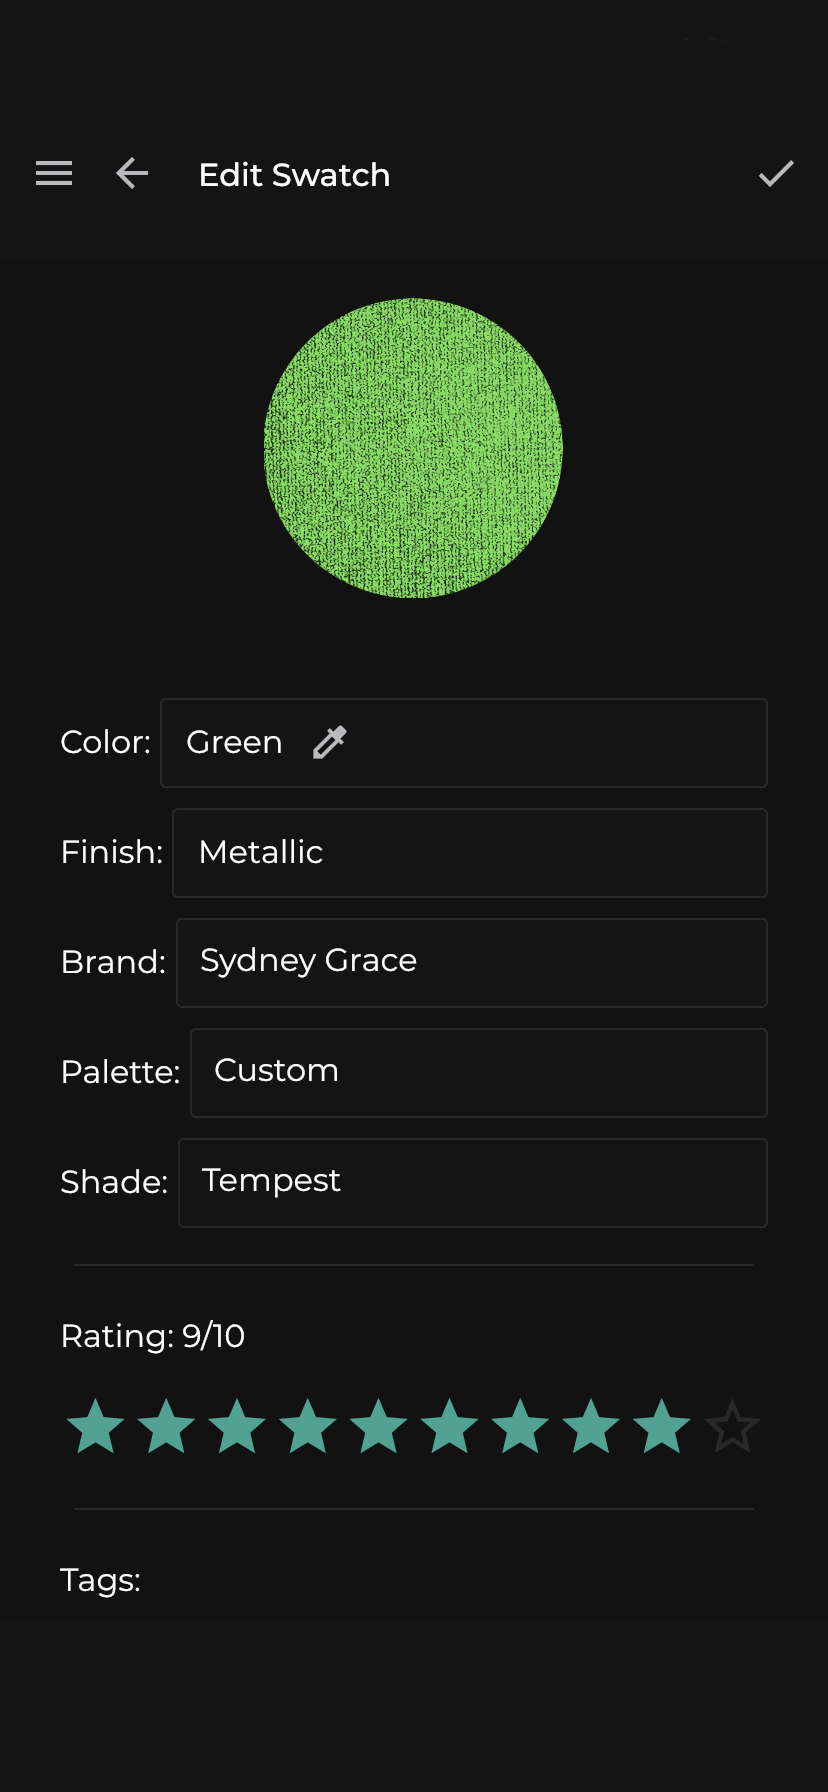 Edit Swatch
Color: Green
Finish: Metallic
Brand: Sydney Grace
Palette: Custom
Shade: Tempest
Rating: 9/10
Tags: